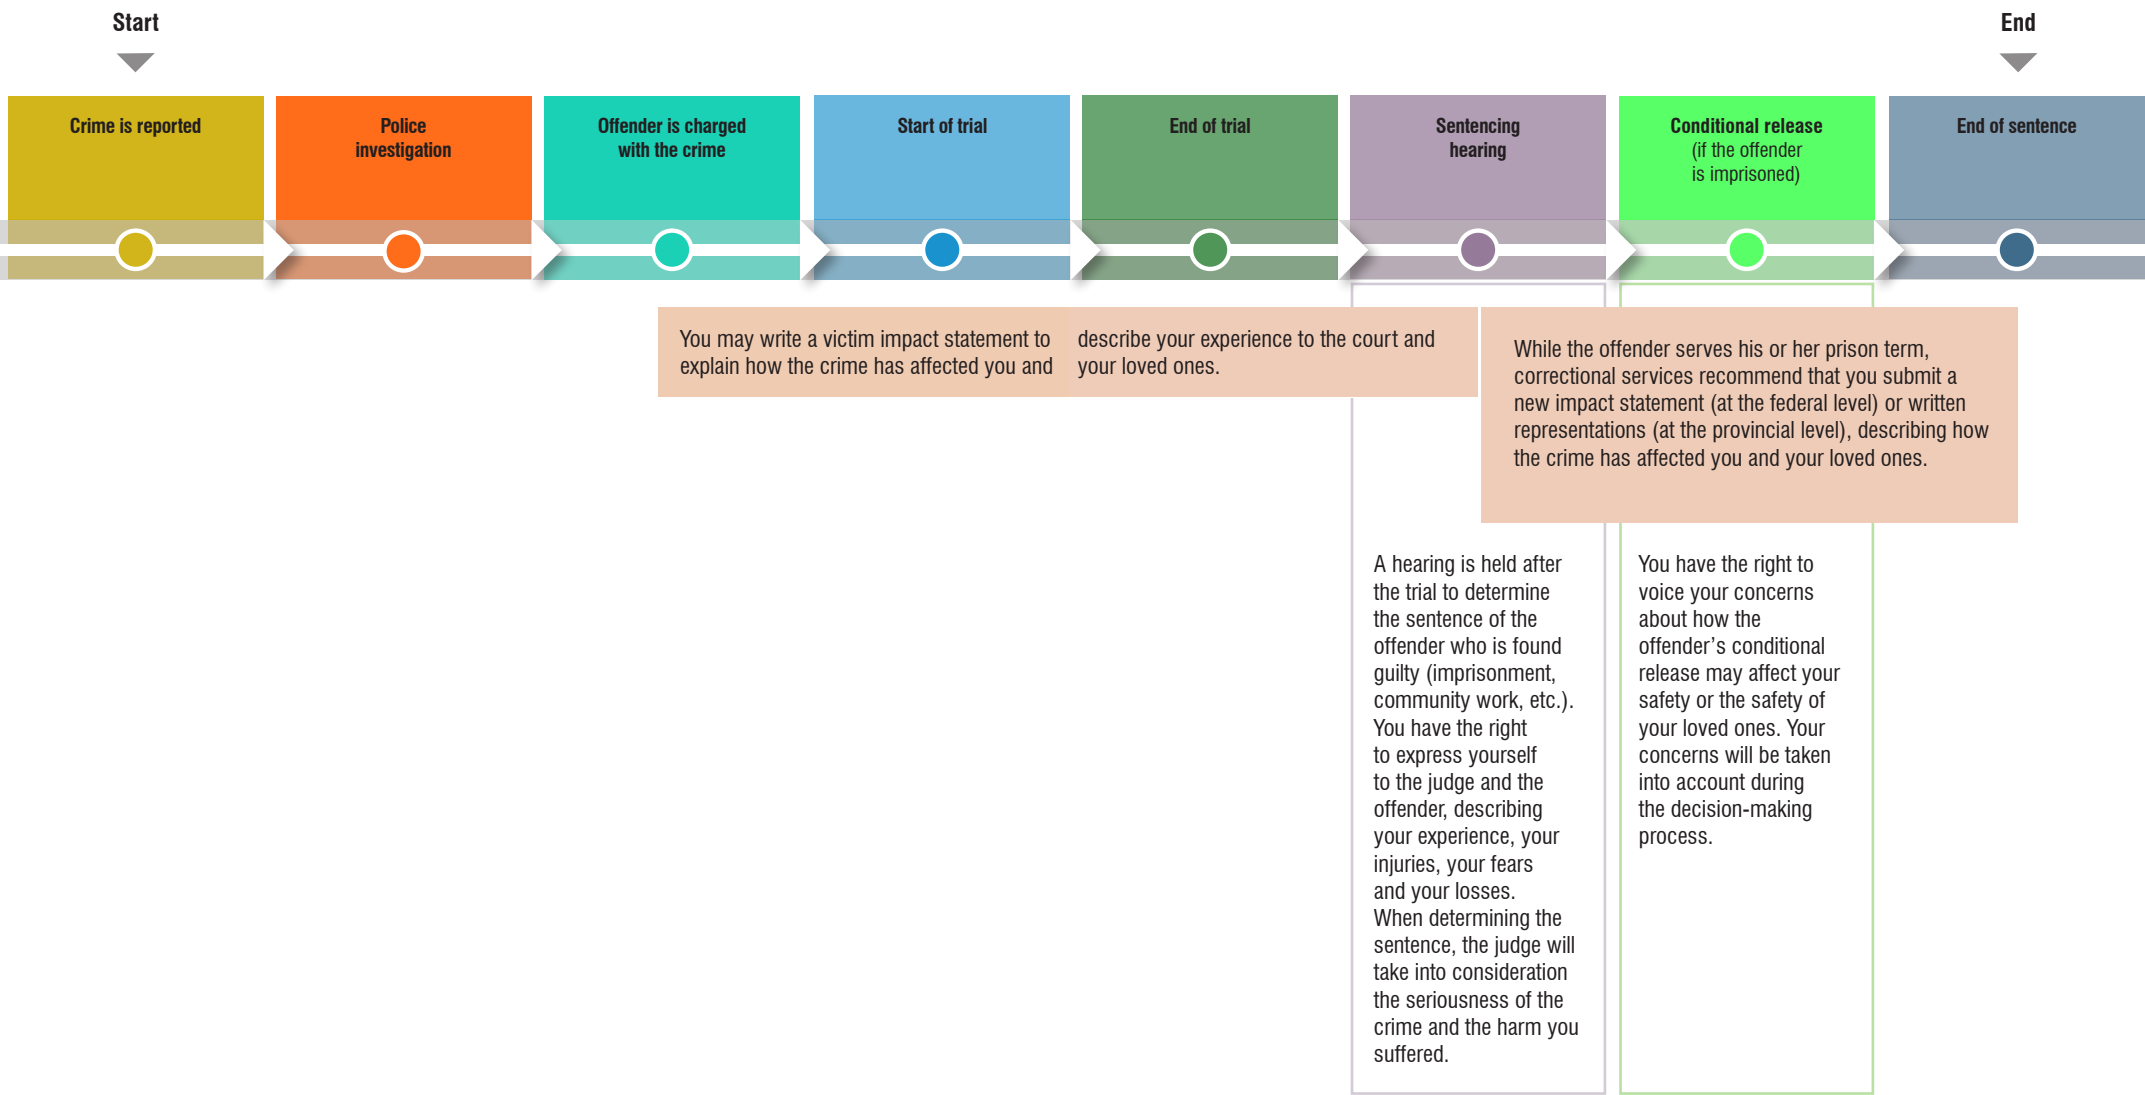 Start
End
Crime is reported
Police
investigation
Offender is charged
with the crime
Start of trial
End of trial
Sentencing
hearing
Conditional release
(if the offender
is imprisoned)
End of sentence
You may write a victim impact statement to
explain how the crime has affected you and
describe your experience to the court and
your loved ones.
While the offender serves his or her prison term,
correctional services recommend that you submit a
new impact statement (at the federal level) or written
representations (at the provincial level), describing how
the crime has affected you and your loved ones.
A hearing is held after
the trial to determine
the sentence of the
offender who is found
guilty (imprisonment,
community work, etc.).
You have the right
to express yourself
to the judge and the
offender, describing
your experience, your
injuries, your fears
and your losses.
When determining the
sentence, the judge will
take into consideration
the seriousness of the
crime and the harm you
suffered.
You have the right to
voice your concerns
about how the
offender’s conditional
release may affect your
safety or the safety of
your loved ones. Your
concerns will be taken
into account during
the decision-making
process.